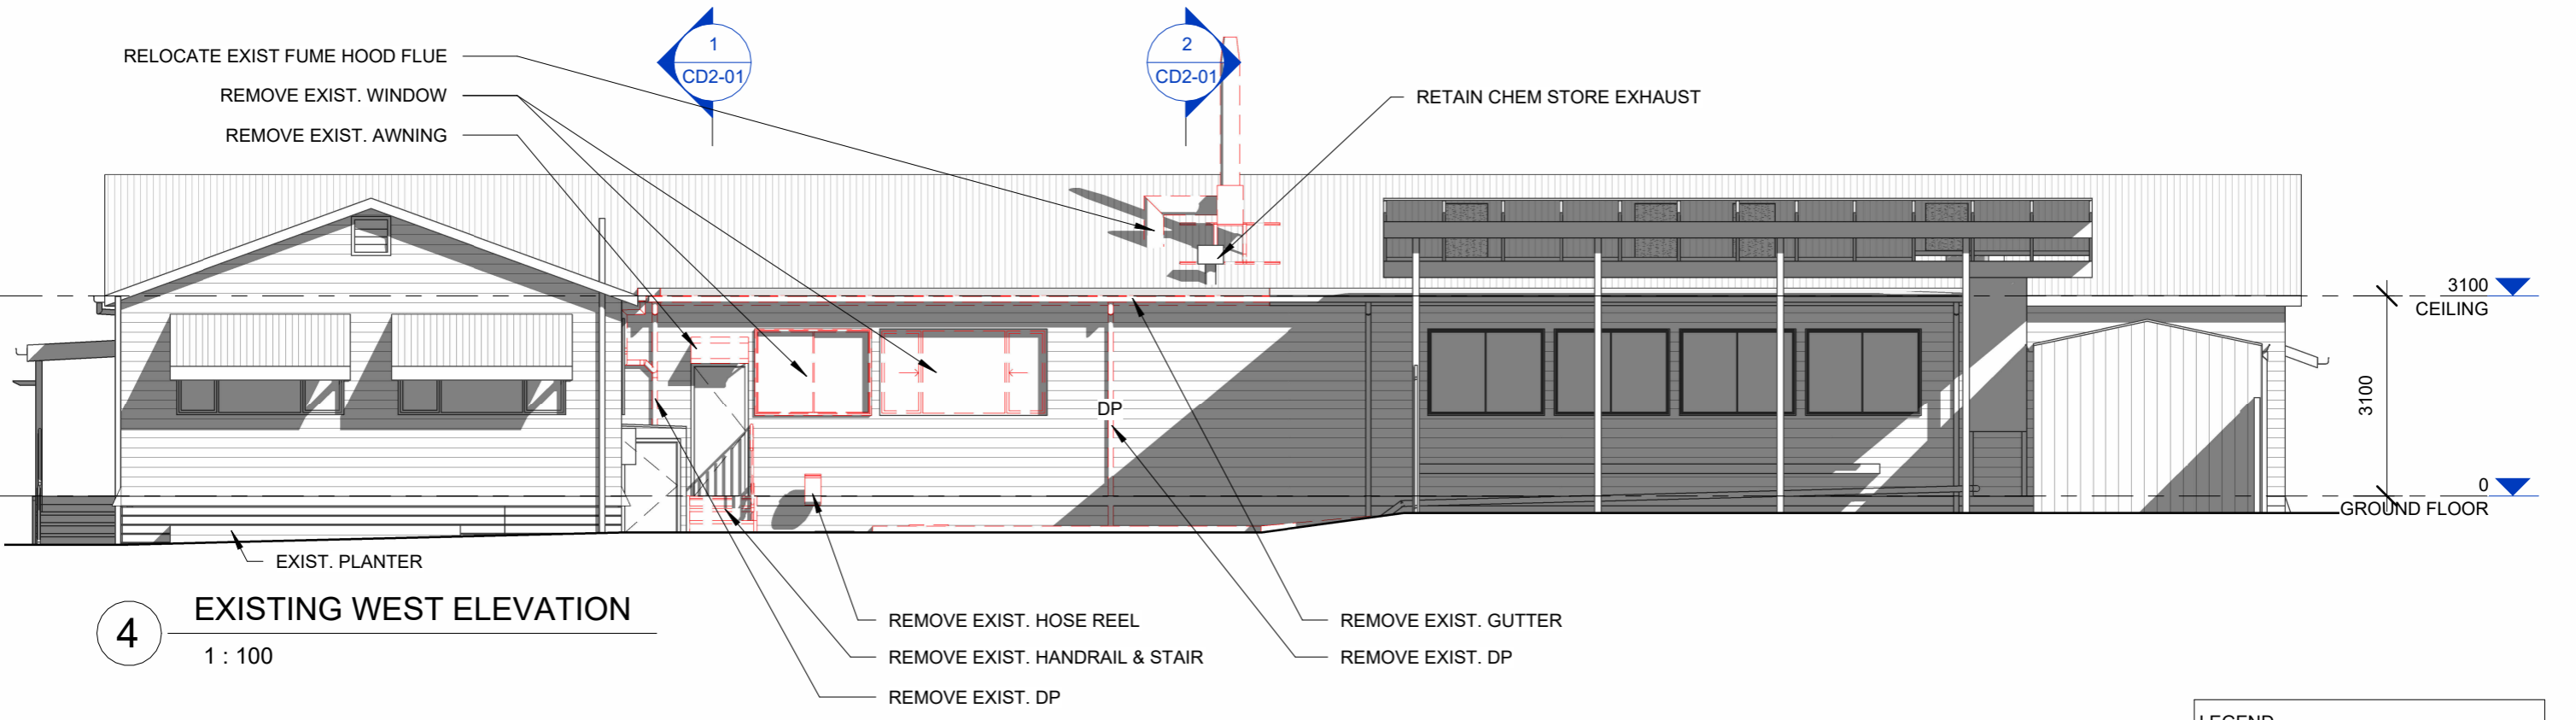 1
CD2-01
2
CD2-01
RELOCATE EXIST FUME HOOD FLUE
REMOVE EXIST. WINDOW
REMOVE EXIST. AWNING
RETAIN CHEM STORE EXHAUST
3100
CEILING
3100
DP
0
GROUND FLOOR
EXIST. PLANTER
4
EXISTING WEST ELEVATION
1 : 100
REMOVE EXIST. HOSE REEL
REMOVE EXIST. HANDRAIL & STAIR
REMOVE EXIST. DP
REMOVE EXIST. GUTTER
REMOVE EXIST. DP
LEGEND